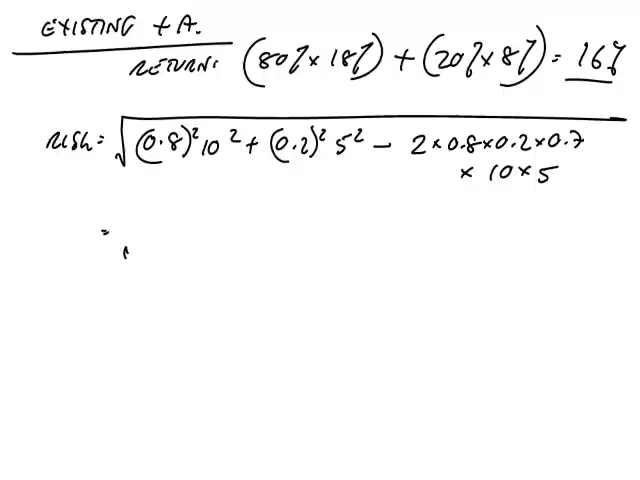 EXISTING + A.
RETURN: (80% × 18%) + (20% × 8%) = 16%
RISK = √(0.8)² 10² + (0.2)² 5² − 2 × 0.8 × 0.2 × 0.7
× 10 × 5
=